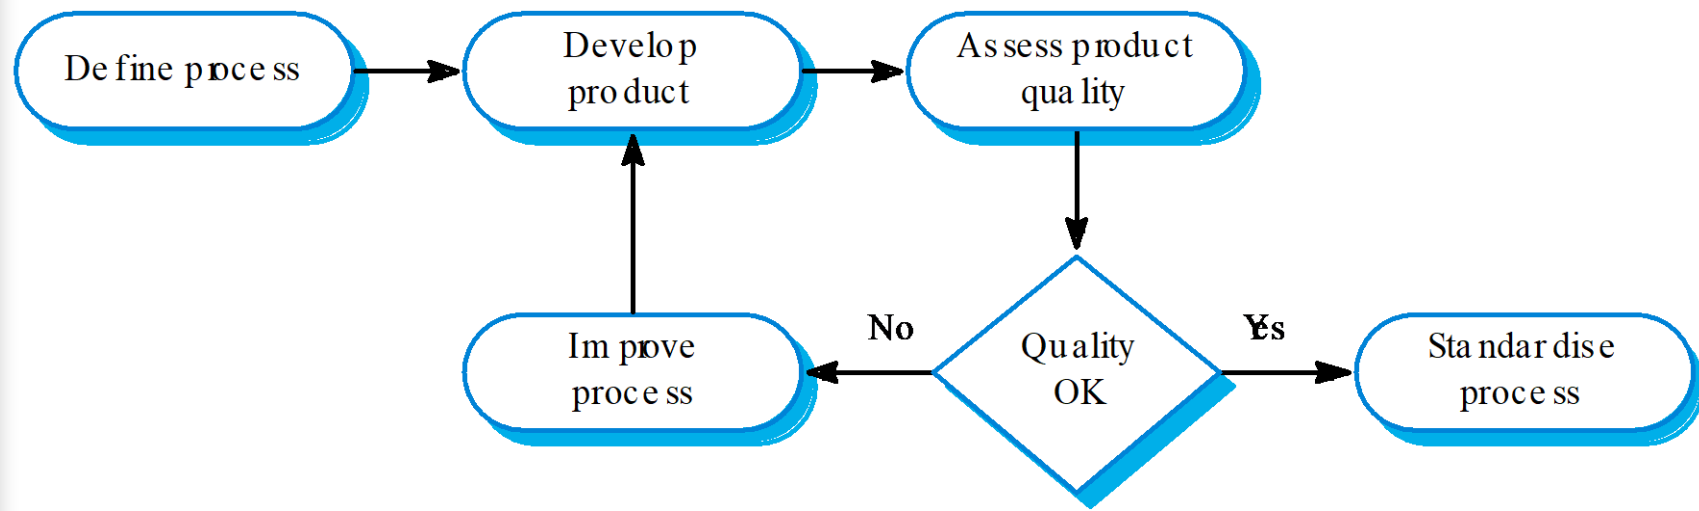 Define process
Develop
product
Assess product
quality
Improve
process
No
Quality
OK
Yes
Standardise
process